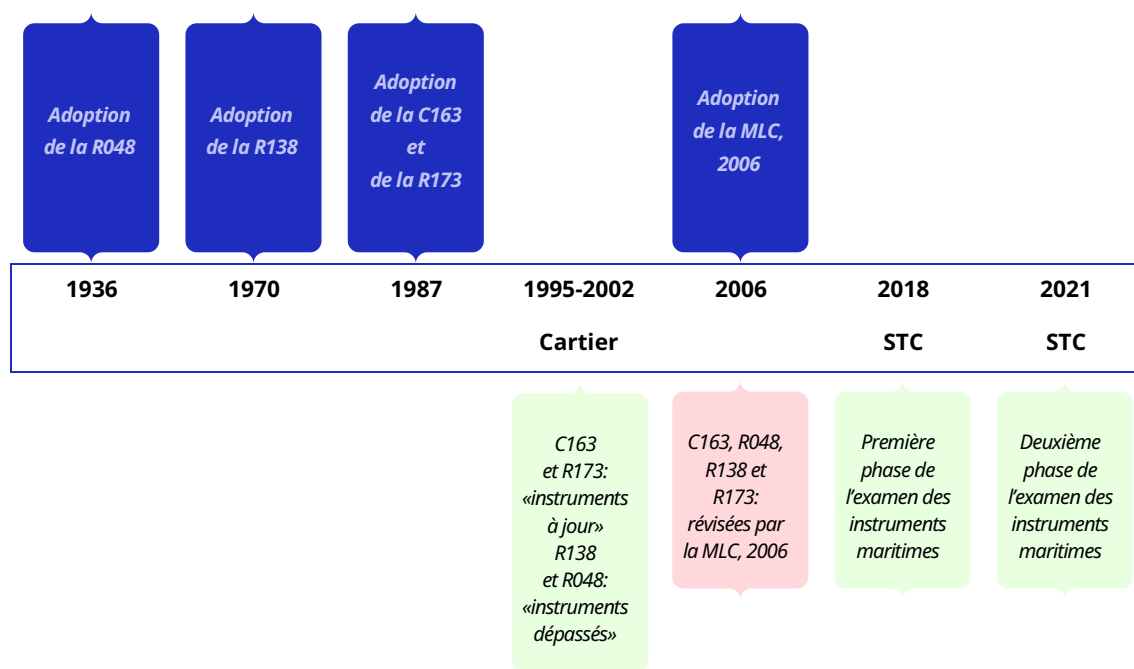 Adoption
de la R048
Adoption
de la R138
Adoption
de la C163
et
de la R173
Adoption
de la MLC,
2006
1936
1970
1987
1995-2002
2006
2018
2021
Cartier
STC
STC
C163
et R173:
«instruments
à jour»
R138
et R048:
«instruments
dépassés»
C163, R048,
R138 et
R173:
révisées par
la MLC, 2006
Première
phase de
l’examen des
instruments
maritimes
Deuxième
phase de
l’examen des
instruments
maritimes